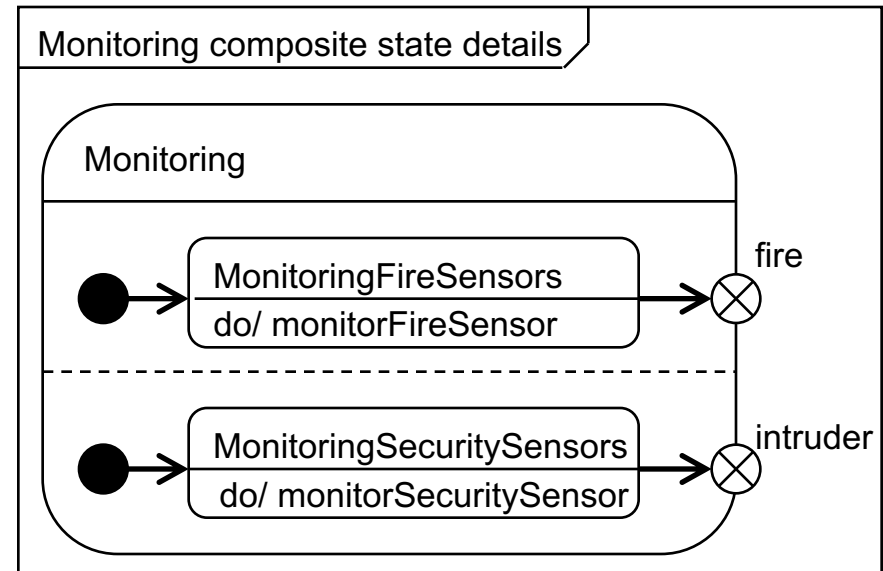 Monitoring composite state details
Monitoring
fire
MonitoringFireSensors
do/ monitorFireSensor
intruder
MonitoringSecuritySensors
do/ monitorSecuritySensor